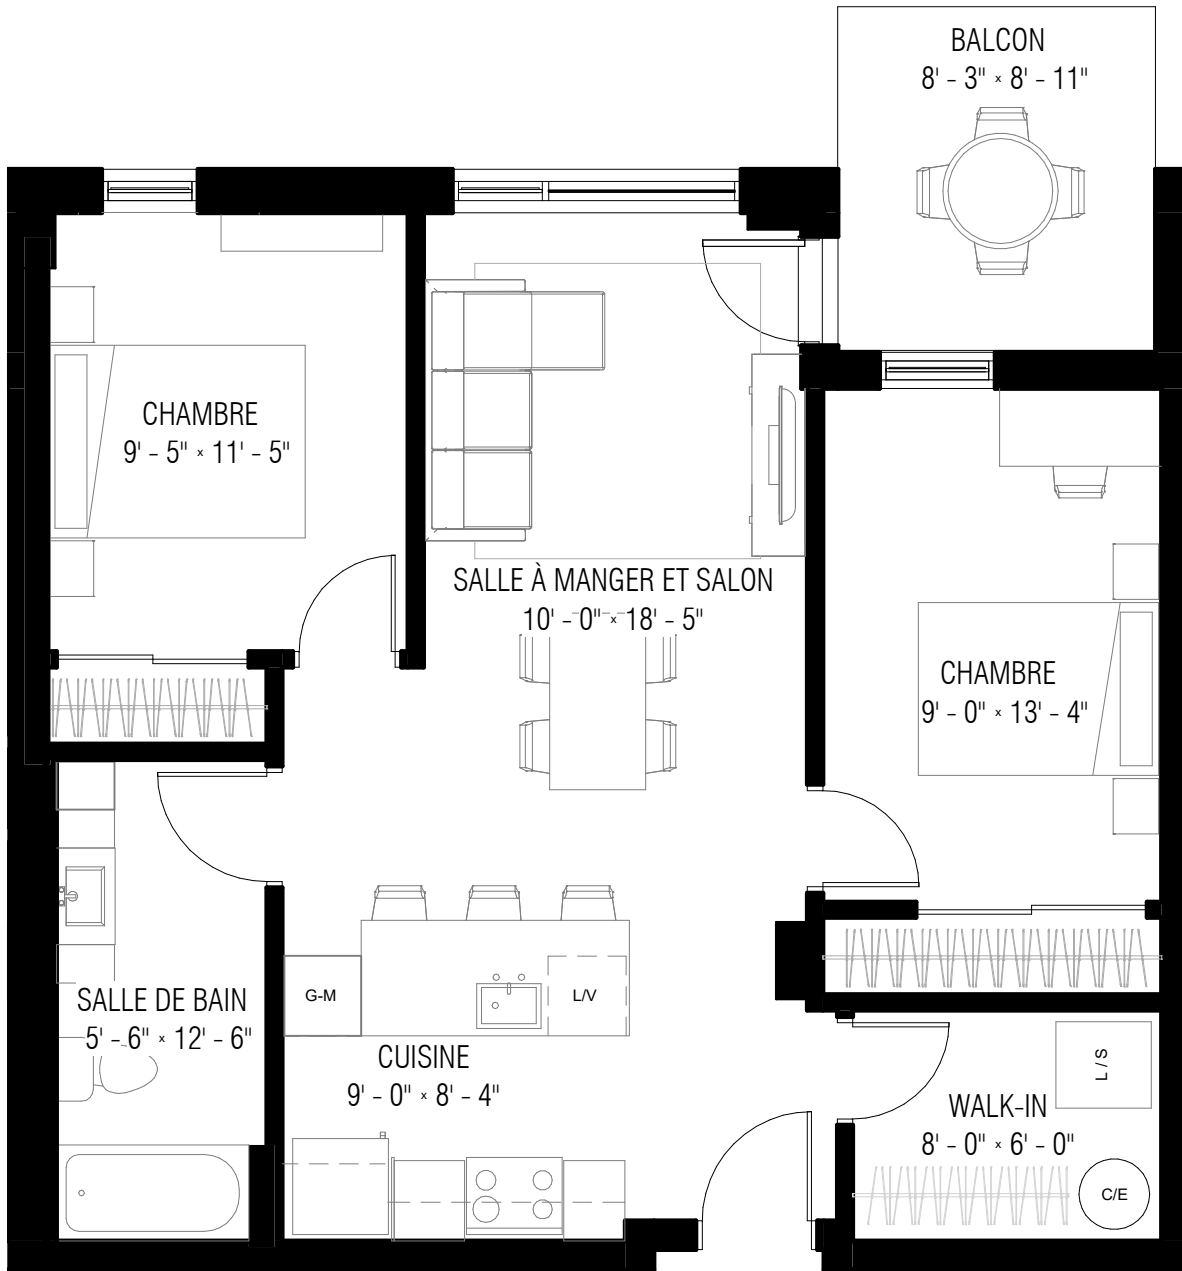 BALCON
8' - 3" x 8' - 11"
CHAMBRE
9' - 5" x 11' - 5"
SALLE À MANGER ET SALON
10' - 0" x 18' - 5"
CHAMBRE
9' - 0" x 13' - 4"
G-M
L/V
SALLE DE BAIN
5' - 6" x 12' - 6"
CUISINE
9' - 0" x 8' - 4"
L / S
WALK-IN
8' - 0" x 6' - 0"
C/E